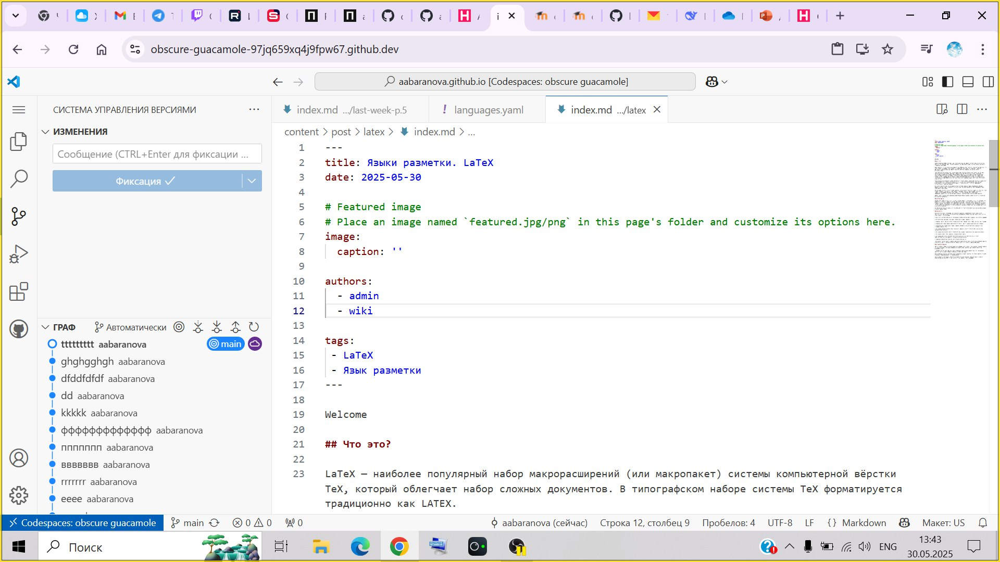 obscure-guacamole-97jq659xq4j9fpw67.github.dev
aabaranova.github.io [Codespaces: obscure guacamole]
СИСТЕМА УПРАВЛЕНИЯ ВЕРСИЯМИ
ИЗМЕНЕНИЯ
Сообщение (CTRL+Enter для фиксации ...
Фиксация
ГРАФ Автоматически
ttttttttt aabaranova main
ghghgghgh aabaranova
dfddfdfdf aabaranova
dd aabaranova
kkkkk aabaranova
ффффффффффффф aabaranova
ппппппп aabaranova
ввввввв aabaranova
rrrrrrr aabaranova
eeee aabaranova
index.md .../last-week-p.5
languages.yaml
index.md .../latex
content > post > latex > index.md > ...
1 ---
2 title: Языки разметки. LaTeX
3 date: 2025-05-30
4
5 # Featured image
6 # Place an image named `featured.jpg/png` in this page's folder and customize its options here.
7 image:
8 caption: ''
9
10 authors:
11 - admin
12 - wiki
13
14 tags:
15 - LaTeX
16 - Язык разметки
17 ---
18
19 Welcome
20
21 ## Что это?
22
23 LaTeX — наиболее популярный набор макрорасширений (или макропакет) системы компьютерной вёрстки
TeX, который облегчает набор сложных документов. В типографском наборе системы TeX форматируется
традиционно как LATEX.
Codespaces: obscure guacamole main 0 0 0 aabaranova (сейчас) Строка 12, столбец 9 Пробелов: 4 UTF-8 LF {} Markdown Макет: US
Поиск
ENG
13:43
30.05.2025